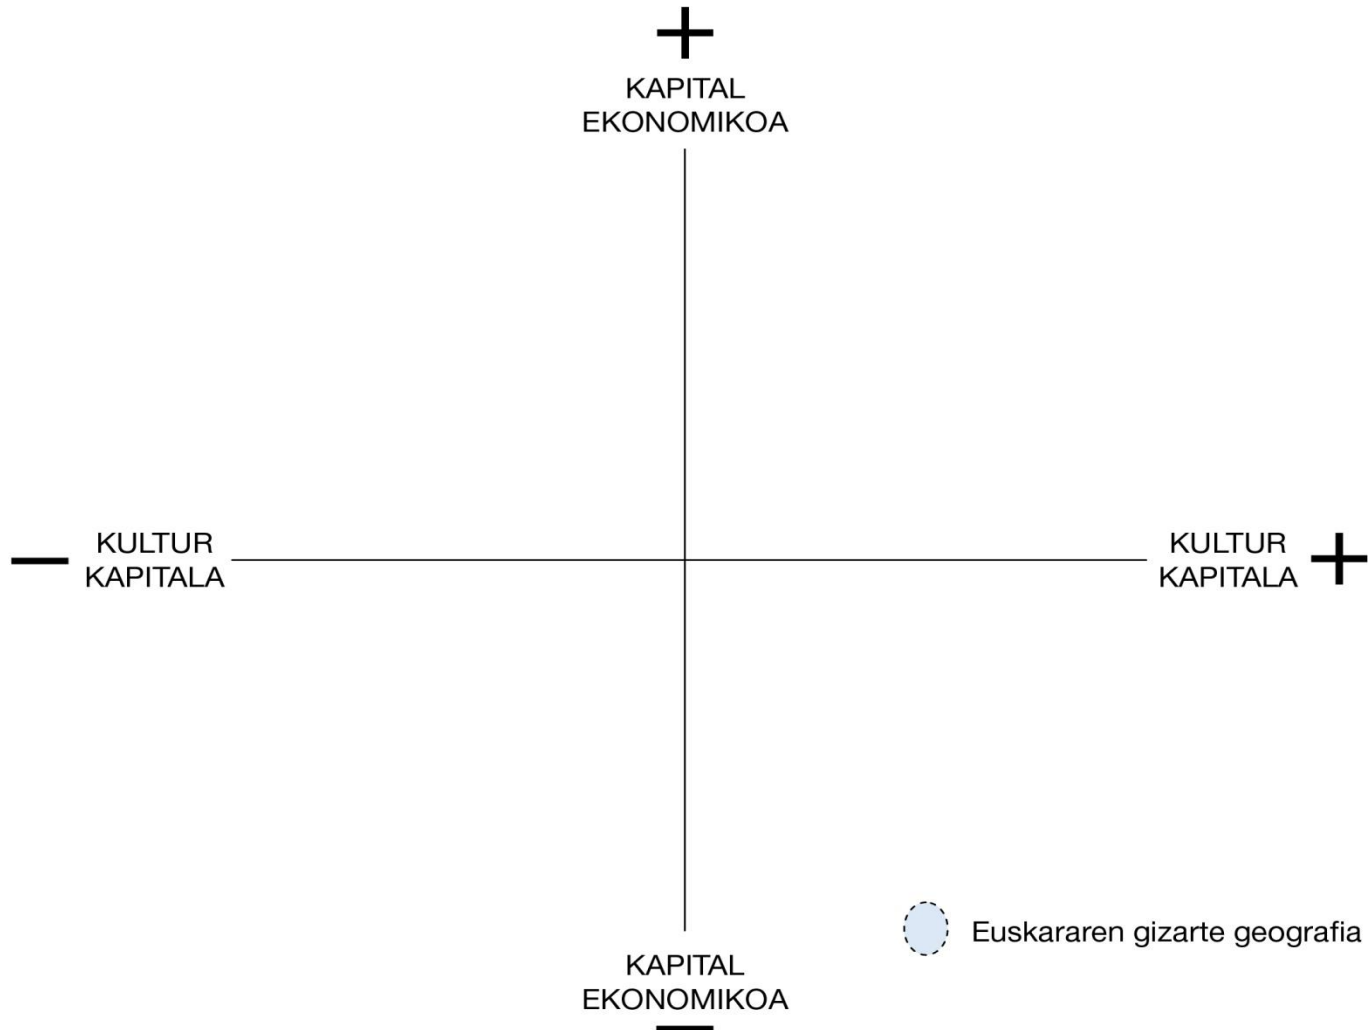 +
KAPITAL
EKONOMIKOA
— KULTUR
KAPITALA
KULTUR +
KAPITALA
Euskararen gizarte geografia
KAPITAL
EKONOMIKOA
—